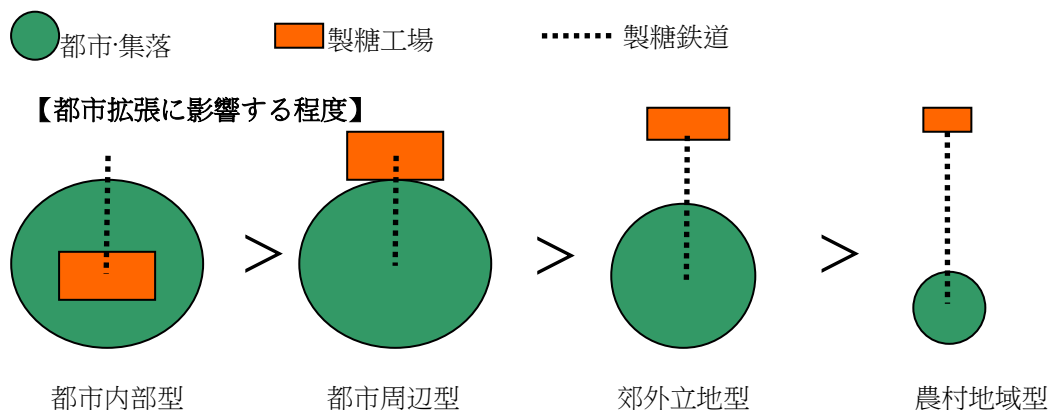 都市·集落 製糖工場 製糖鉄道
【都市拡張に影響する程度】
> > >
都市内部型 都市周辺型 郊外立地型 農村地域型